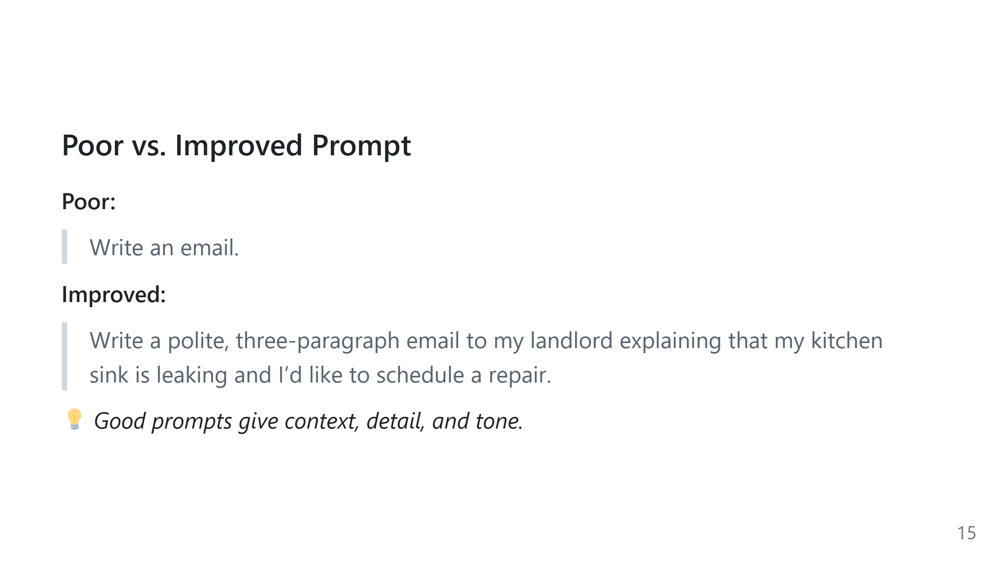 Poor vs. Improved Prompt
Poor:
Write an email.
Improved:
Write a polite, three-paragraph email to my landlord explaining that my kitchen
sink is leaking and I’d like to schedule a repair.
💡 Good prompts give context, detail, and tone.
15